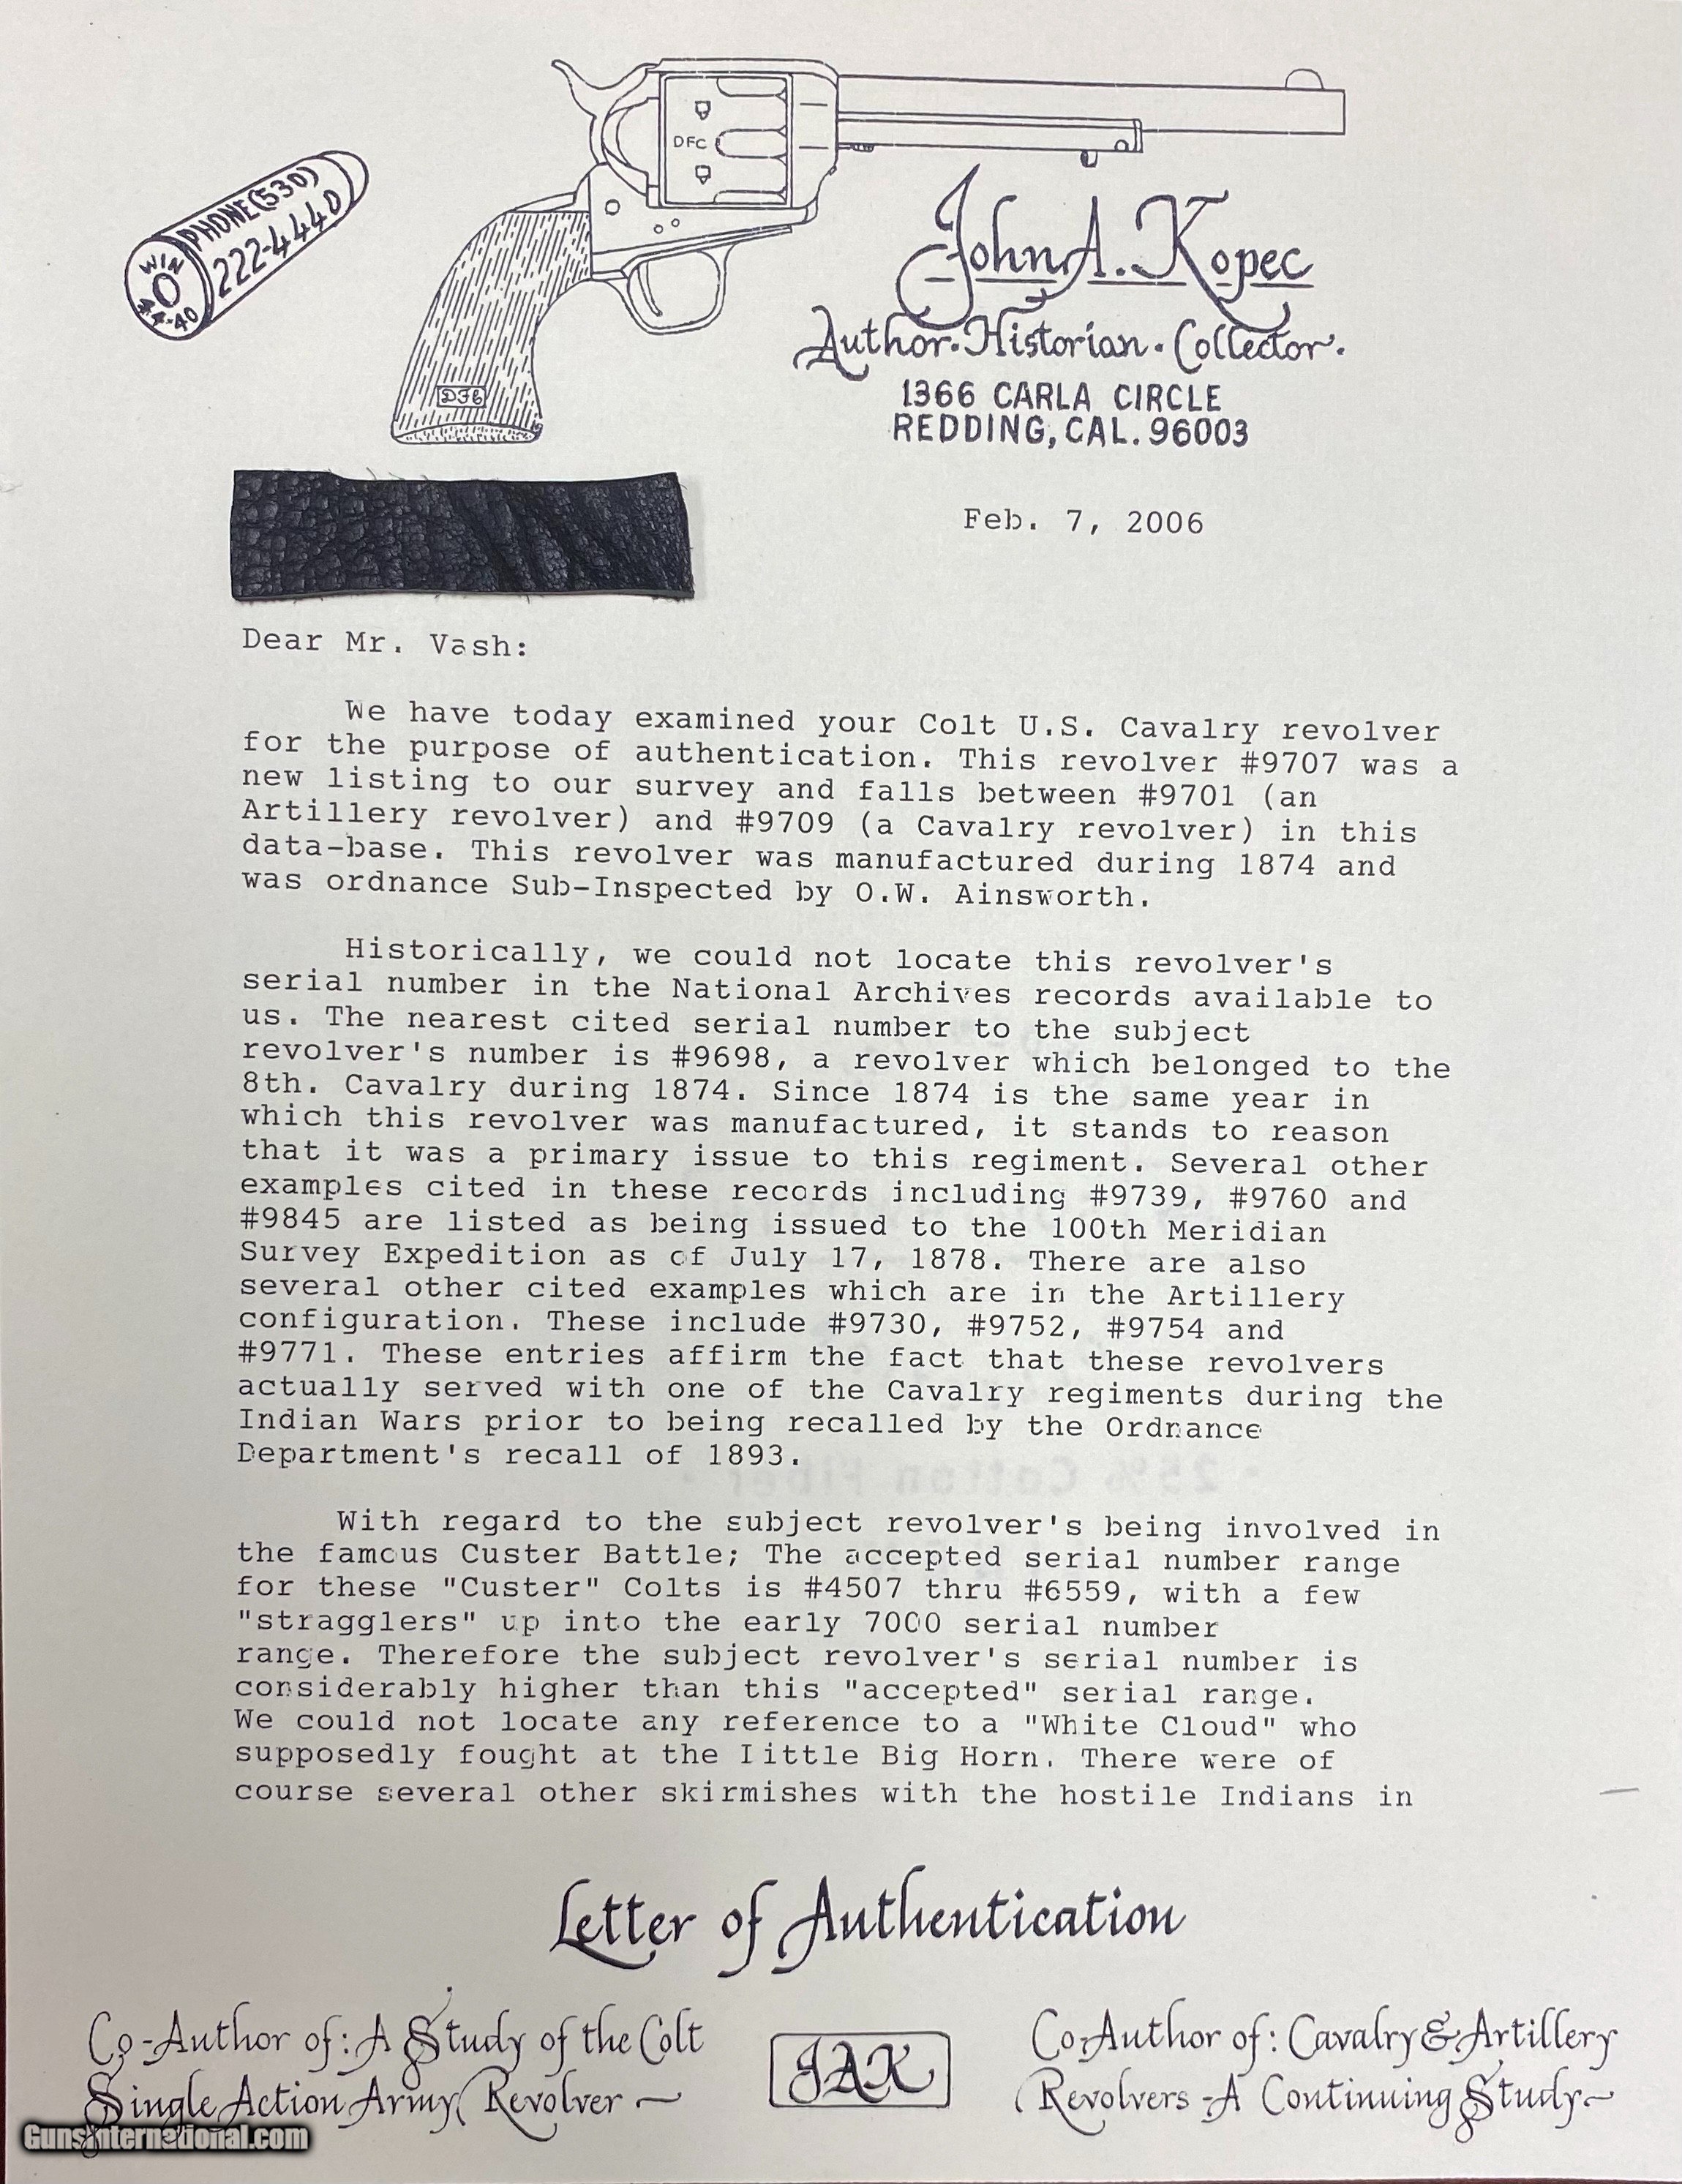 PHONE (530)
222-4440
WIN
44-40
DFC
DFC
John A. Kopec
Author. Historian. Collector.
1366 CARLA CIRCLE
REDDING, CAL. 96003
Feb. 7, 2006
Dear Mr. Vash:
We have today examined your Colt U.S. Cavalry revolver
for the purpose of authentication. This revolver #9707 was a
new listing to our survey and falls between #9701 (an
Artillery revolver) and #9709 (a Cavalry revolver) in this
data-base. This revolver was manufactured during 1874 and
was ordnance Sub-Inspected by O.W. Ainsworth.
Historically, we could not locate this revolver's
serial number in the National Archives records available to
us. The nearest cited serial number to the subject
revolver's number is #9698, a revolver which belonged to the
8th. Cavalry during 1874. Since 1874 is the same year in
which this revolver was manufactured, it stands to reason
that it was a primary issue to this regiment. Several other
examples cited in these records including #9739, #9760 and
#9845 are listed as being issued to the 100th Meridian
Survey Expedition as of July 17, 1878. There are also
several other cited examples which are in the Artillery
configuration. These include #9730, #9752, #9754 and
#9771. These entries affirm the fact that these revolvers
actually served with one of the Cavalry regiments during the
Indian Wars prior to being recalled by the Ordnance
Department's recall of 1893.
With regard to the subject revolver's being involved in
the famous Custer Battle; The accepted serial number range
for these "Custer" Colts is #4507 thru #6559, with a few
"stragglers" up into the early 7000 serial number
range. Therefore the subject revolver's serial number is
considerably higher than this "accepted" serial range.
We could not locate any reference to a "White Cloud" who
supposedly fought at the Little Big Horn. There were of
course several other skirmishes with the hostile Indians in
Letter of Authentication
Co-Author of: A Study of the Colt
Single Action Army Revolver ~
JAK
Co-Author of: Cavalry & Artillery
Revolvers - A Continuing Study ~
GunsInternational.com